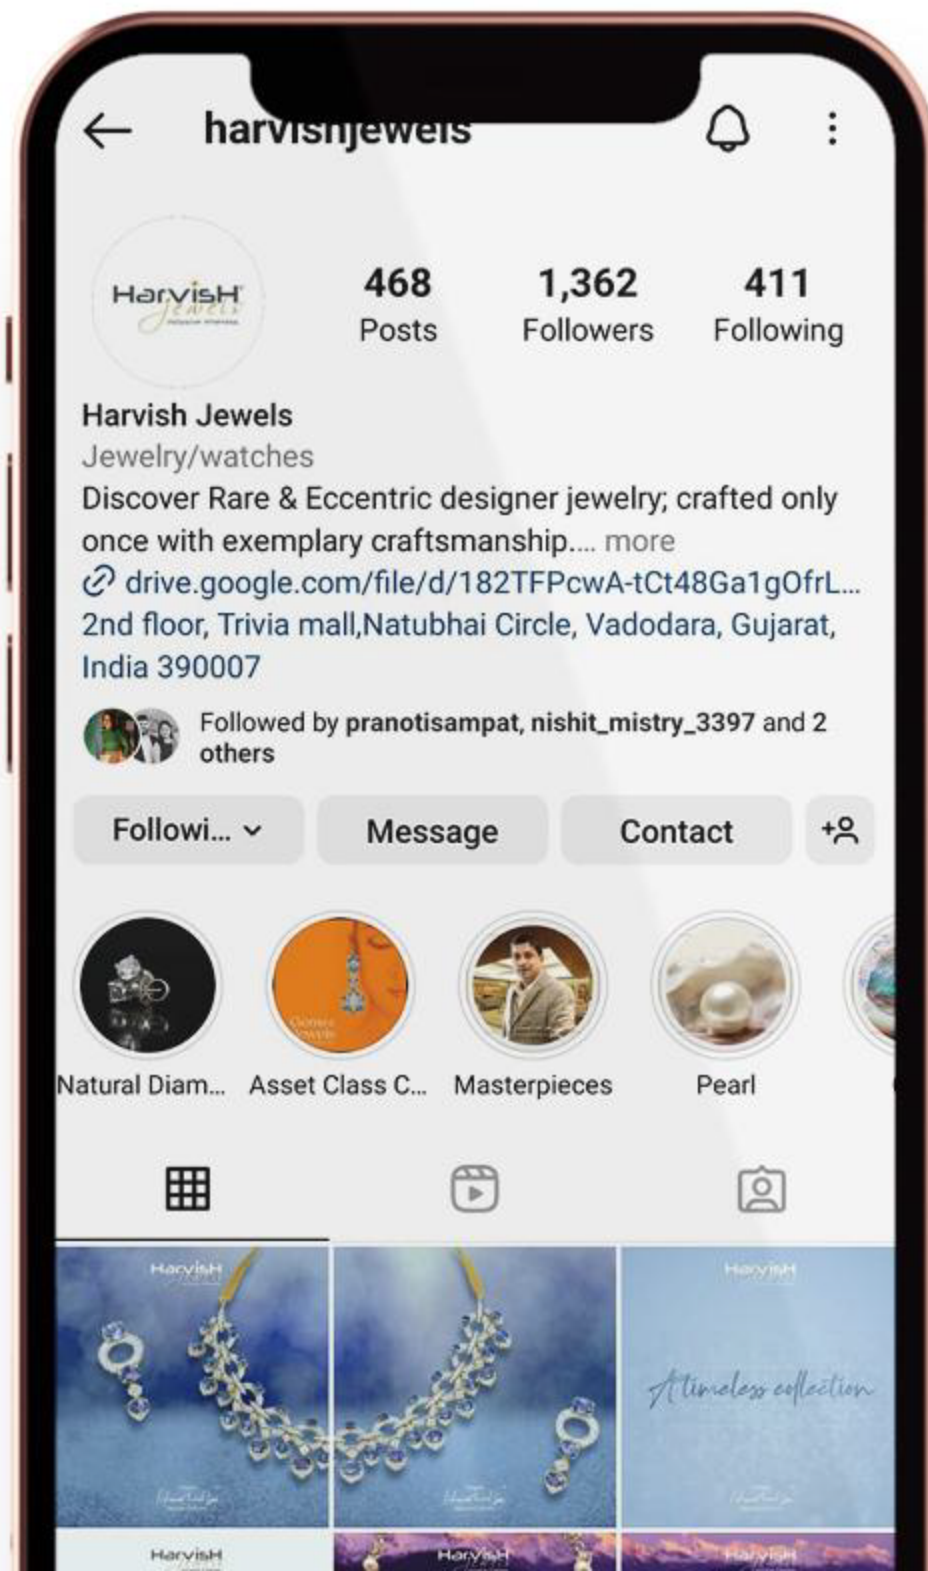 harvishjewels
HarvisH
Jewels
468
Posts
1,362
Followers
411
Following
Harvish Jewels
Jewelry/watches
Discover Rare & Eccentric designer jewelry; crafted only
once with exemplary craftsmanship.... more
drive.google.com/file/d/182TFPcwA-tCt48Ga1gOfrL...
2nd floor, Trivia mall,Natubhai Circle, Vadodara, Gujarat,
India 390007
Followed by pranotisampat, nishit_mistry_3397 and 2
others
Followi...
Message
Contact
Natural Diam...
Asset Class C...
Masterpieces
Pearl
HarvisH
HarvisH
A timeless collection
HarvisH
HarvisH
HarvisH